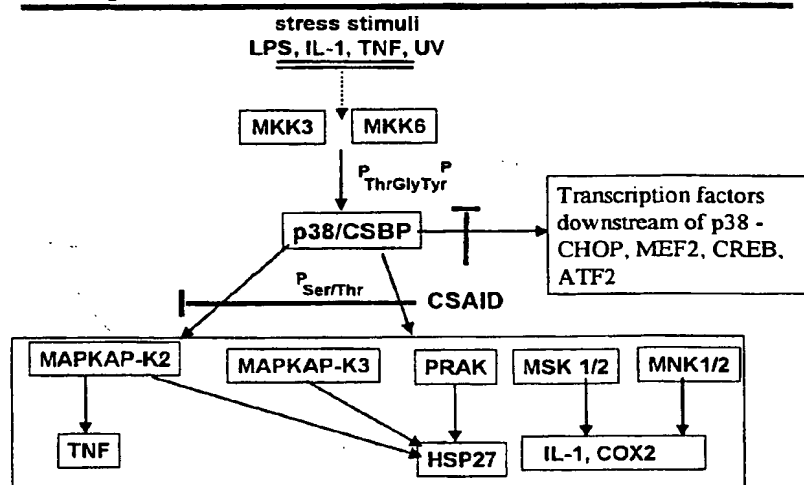 stress stimuli
LPS, IL-1, TNF, UV
MKK3
MKK6
P ThrGlyTyr P
p38/CSBP
Transcription factors
downstream of p38 -
CHOP, MEF2, CREB,
ATF2
P Ser/Thr
CSAID
MAPKAP-K2
MAPKAP-K3
PRAK
MSK 1/2
MNK1/2
TNF
HSP27
IL-1, COX2